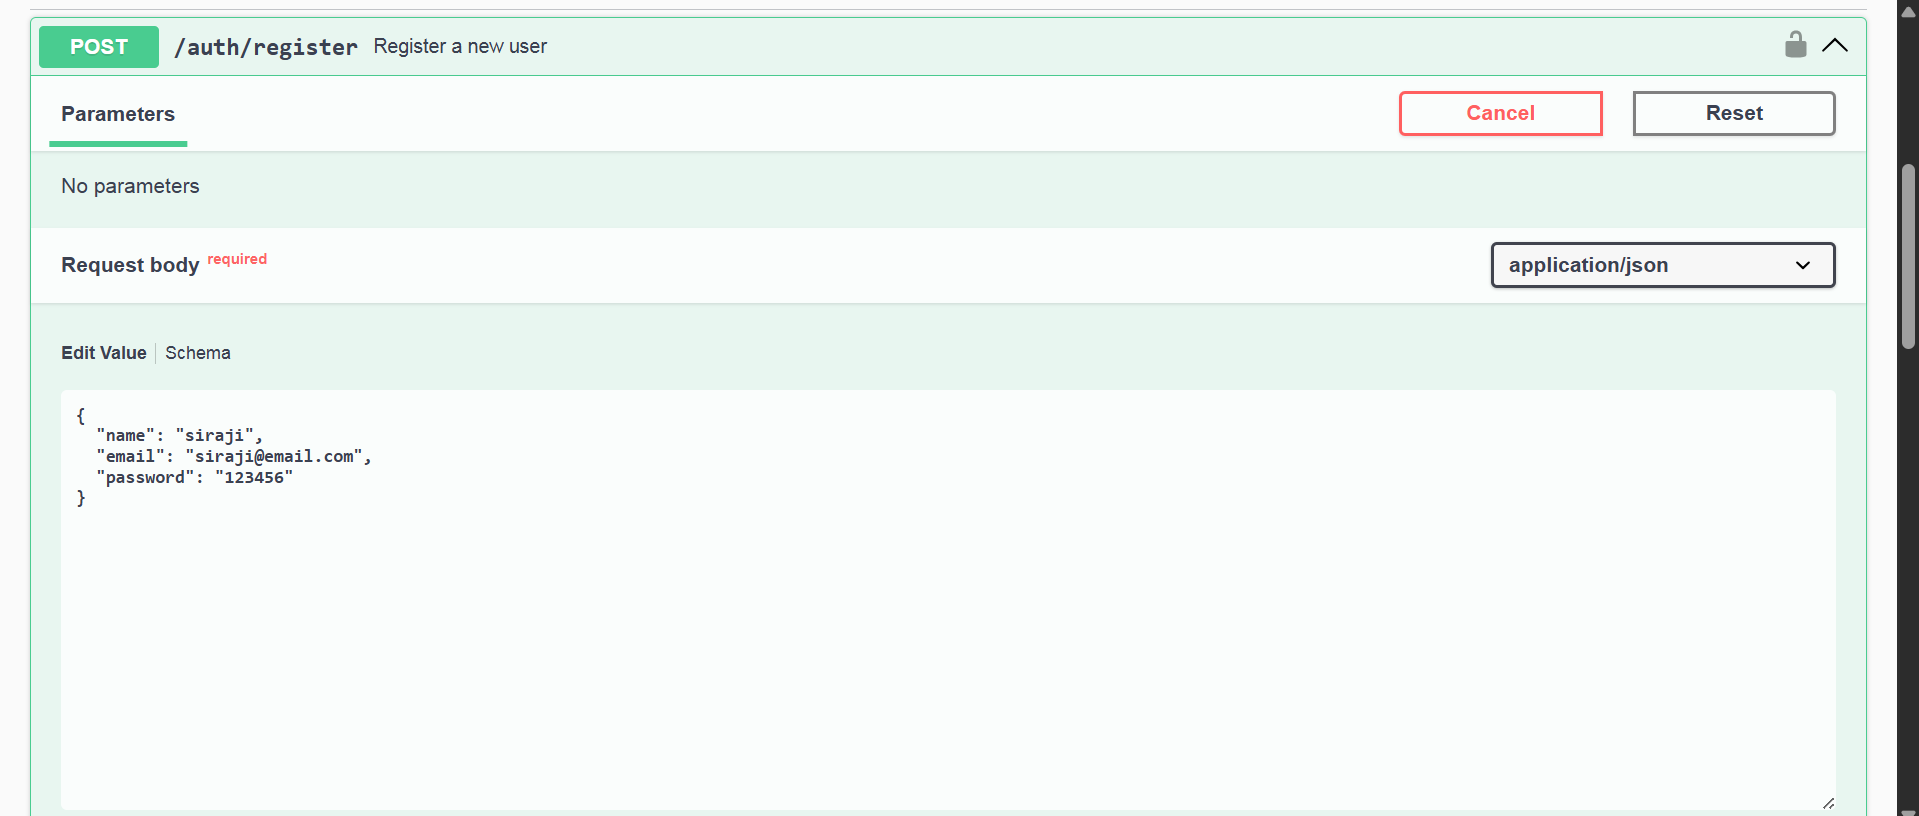 POST /auth/register Register a new user
Parameters
Cancel
Reset
No parameters
Request body required
application/json
Edit Value Schema
{
  "name": "siraji",
  "email": "siraji@email.com",
  "password": "123456"
}